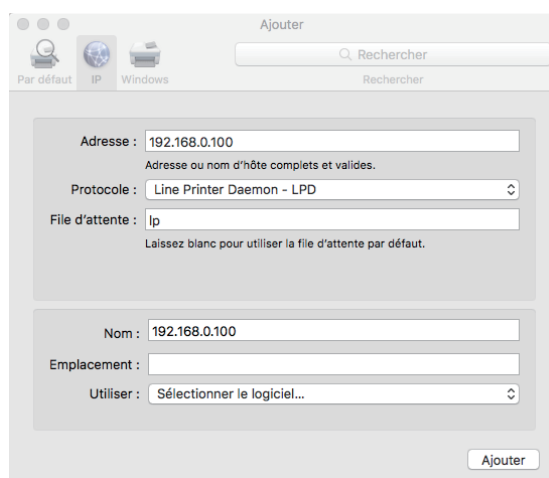 Ajouter
Rechercher
Par défaut IP Windows Rechercher
Adresse : 192.168.0.100
Adresse ou nom d'hôte complets et valides.
Protocole : Line Printer Daemon - LPD
File d'attente : lp
Laissez blanc pour utiliser la file d'attente par défaut.
Nom : 192.168.0.100
Emplacement :
Utiliser : Sélectionner le logiciel...
Ajouter